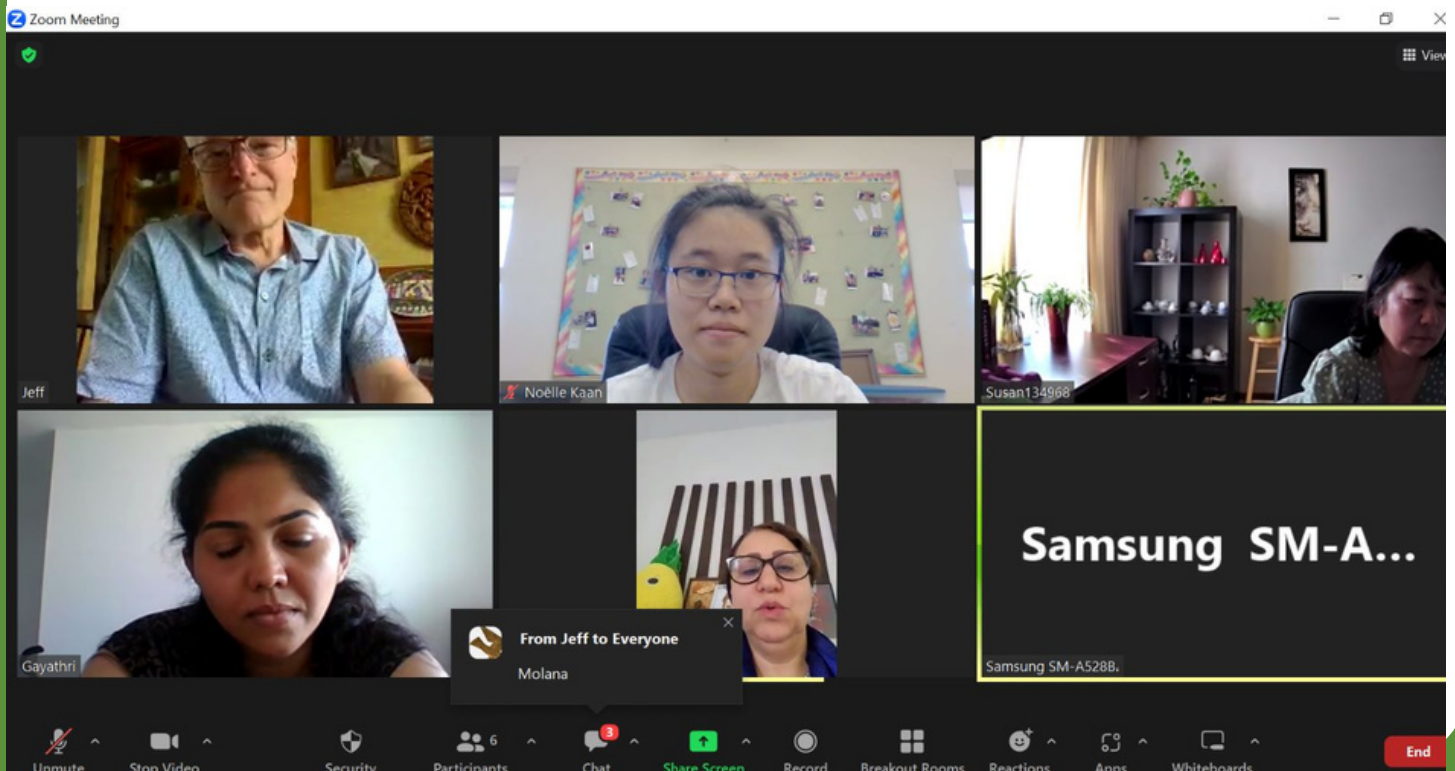 Zoom Meeting
View
Jeff
Noëlle Kaan
Susan134968
Gayathri
Samsung SM-A...
Samsung SM-A528B.
From Jeff to Everyone
Molana
6
3
Unmute
Stop Video
Security
Participants
Chat
Share Screen
Record
Breakout Rooms
Reactions
Apps
Whiteboards
End